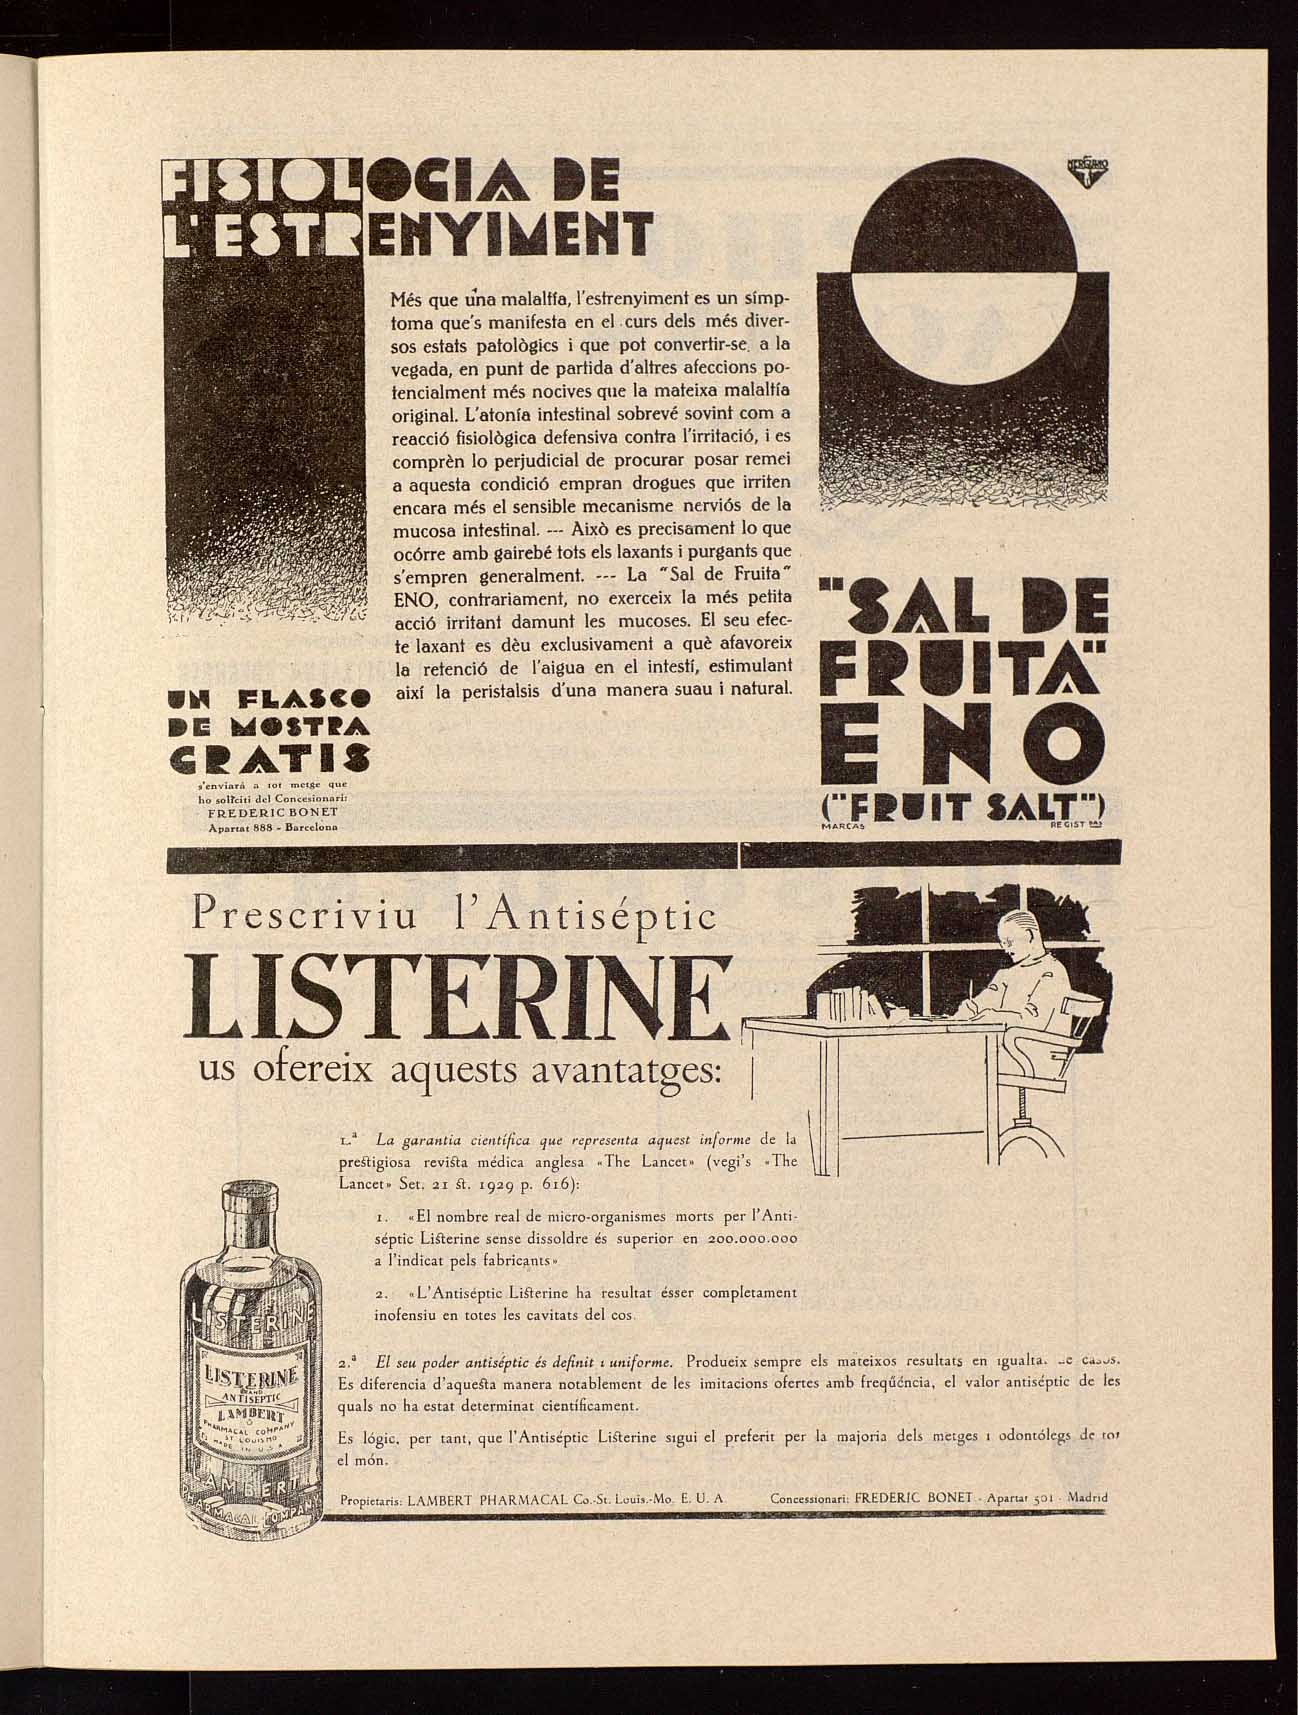 FISIOLOGIA DE
L'ESTRENYIMENT
Més que una malaltía, l'estrenyiment es un símp-
toma que's manifesta en el curs dels més diver-
sos estats patològics i que pot convertir-se, a la
vegada, en punt de partida d'altres afeccions po-
tencialment més nocives que la mateixa malaltía
original. L'atonía intestinal sobrevé sovint com a
reacció fisiològica defensiva contra l'irritació, i es
comprèn lo perjudicial de procurar posar remei
a aquesta condició empran drogues que irriten
encara més el sensible mecanisme nerviós de la
mucosa intestinal. --- Això es precisament lo que
ocórre amb gairebé tots els laxants i purgants que
s'empren generalment. --- La "Sal de Fruita"
ENO, contrariament, no exerceix la més petita
acció irritant damunt les mucoses. El seu efec-
te laxant es dèu exclusivament a què afavoreix
la retenció de l'aigua en el intestí, estimulant
així la peristalsis d'una manera suau i natural.
UN FLASCO
DE MOSTRA
GRATIS
s'enviará a tot metge que
ho sol·liciti del Concesionari:
FREDERIC BONET
Apartat 888 - Barcelona
"SAL DE
FRUITA"
ENO
("FRUIT SALT")
MARCAS REGIST DAS
Prescriviu l'Antiséptic
LISTERINE
us ofereix aquests avantatges:
1.ª La garantia científica que representa aquest informe de la
prestigiosa revista médica anglesa «The Lancet» (vegi's «The
Lancet» Set. 21 st. 1929 p. 616):
1. «El nombre real de micro-organismes morts per l'Anti-
séptic Listerine sense dissoldre és superior en 200.000.000
a l'indicat pels fabricants»
2. «L'Antiséptic Listerine ha resultat ésser completament
inofensiu en totes les cavitats del cos.
2.ª El seu poder antiséptic és definit i uniforme. Produeix sempre els mateixos resultats en igualtat de casos.
Es diferencia d'aquesta manera notablement de les imitacions ofertes amb freqüéncia, el valor antiséptic de les
quals no ha estat determinat científicament.
Es lógic, per tant, que l'Antiséptic Listerine sigui el preferit per la majoria dels metges i odontólegs de tot
el món.
Propietaris: LAMBERT PHARMACAL Co.-St. Louis.-Mo. E. U. A. Concessionari: FREDERIC BONET - Apartat 501 - Madrid
LISTERINE
LISTERINE
BRAND
ANTISEPTIC
LAMBERT
PHARMACAL COMPANY
ST LOUIS MO
MADE IN U.S.A
LAMBERT
PHARMACAL COMPANY